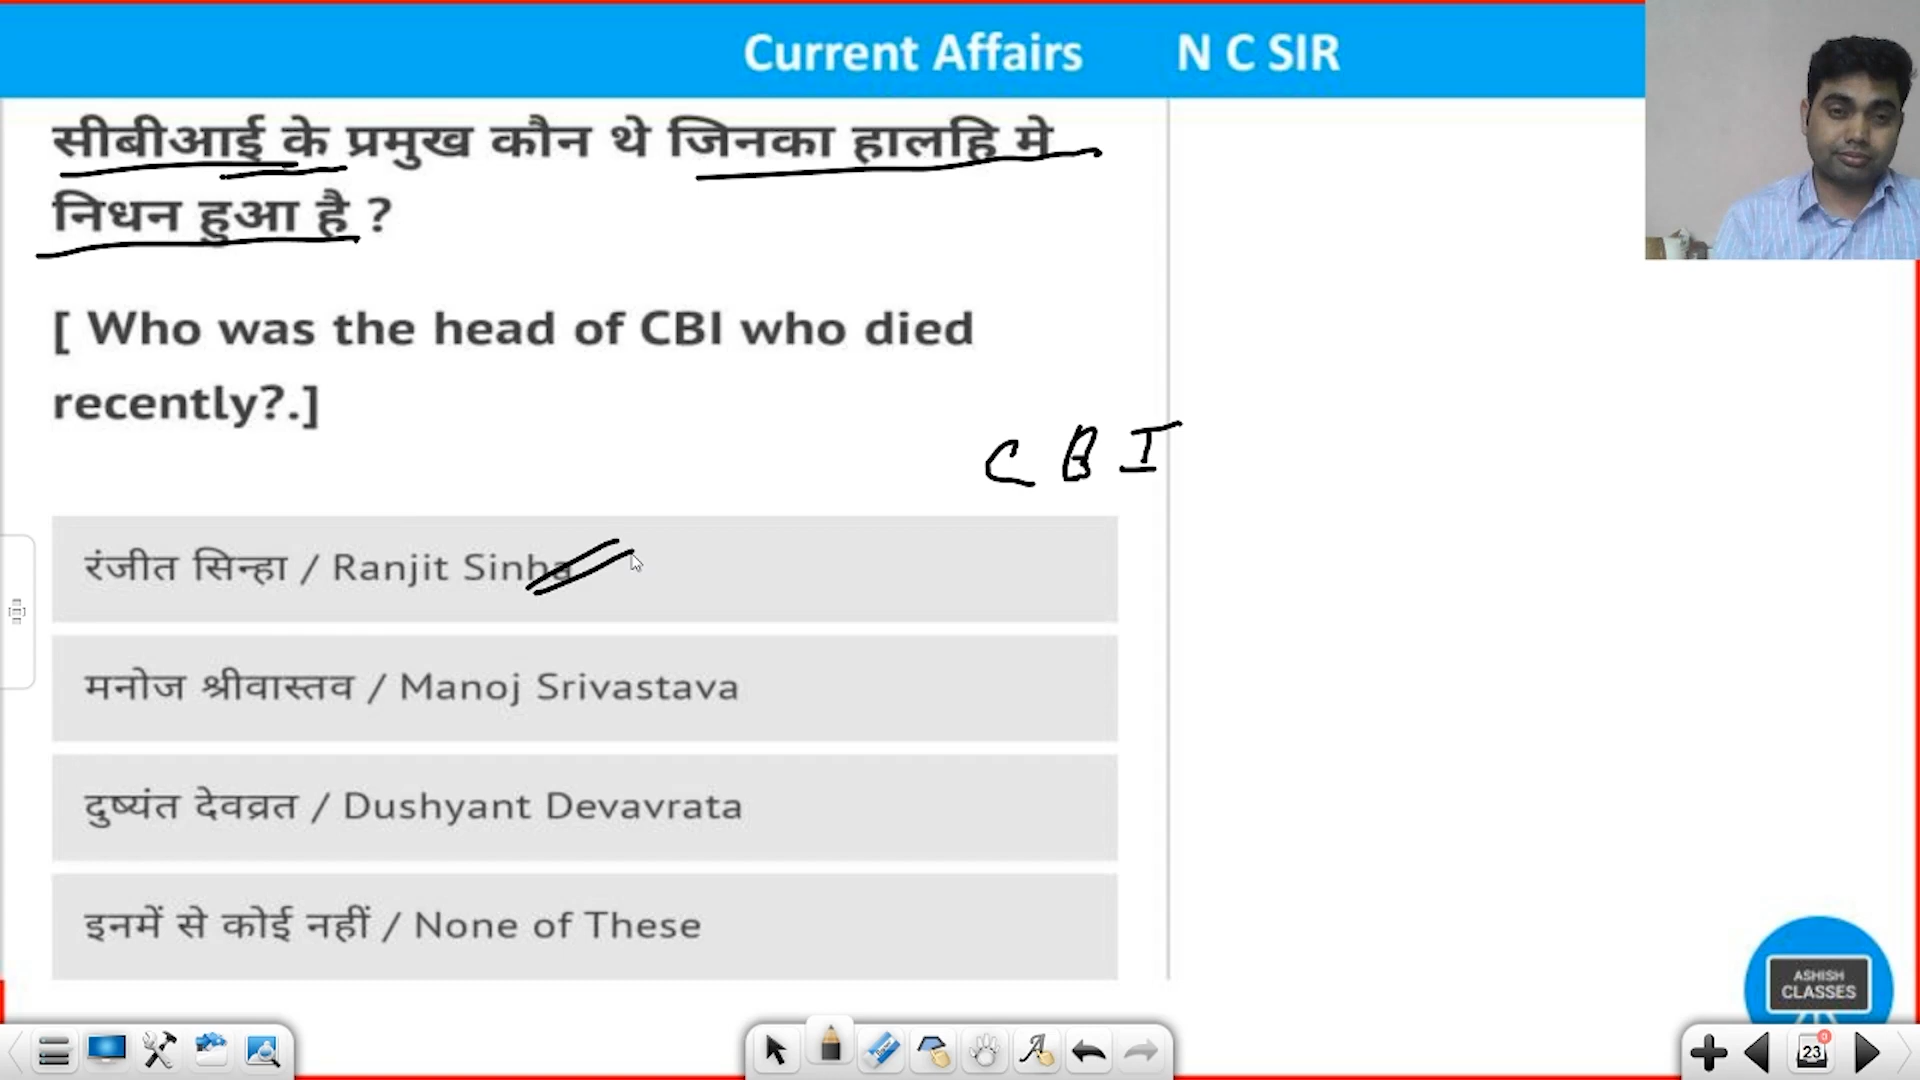 Current Affairs N C SIR
सीबीआई के प्रमुख कौन थे जिनका हालहि मे
निधन हुआ है ?
[ Who was the head of CBI who died
recently?.]
C B I
रंजीत सिन्हा / Ranjit Sinha
मनोज श्रीवास्तव / Manoj Srivastava
दुष्यंत देवव्रत / Dushyant Devavrata
इनमें से कोई नहीं / None of These
ASHISH
CLASSES
23
0